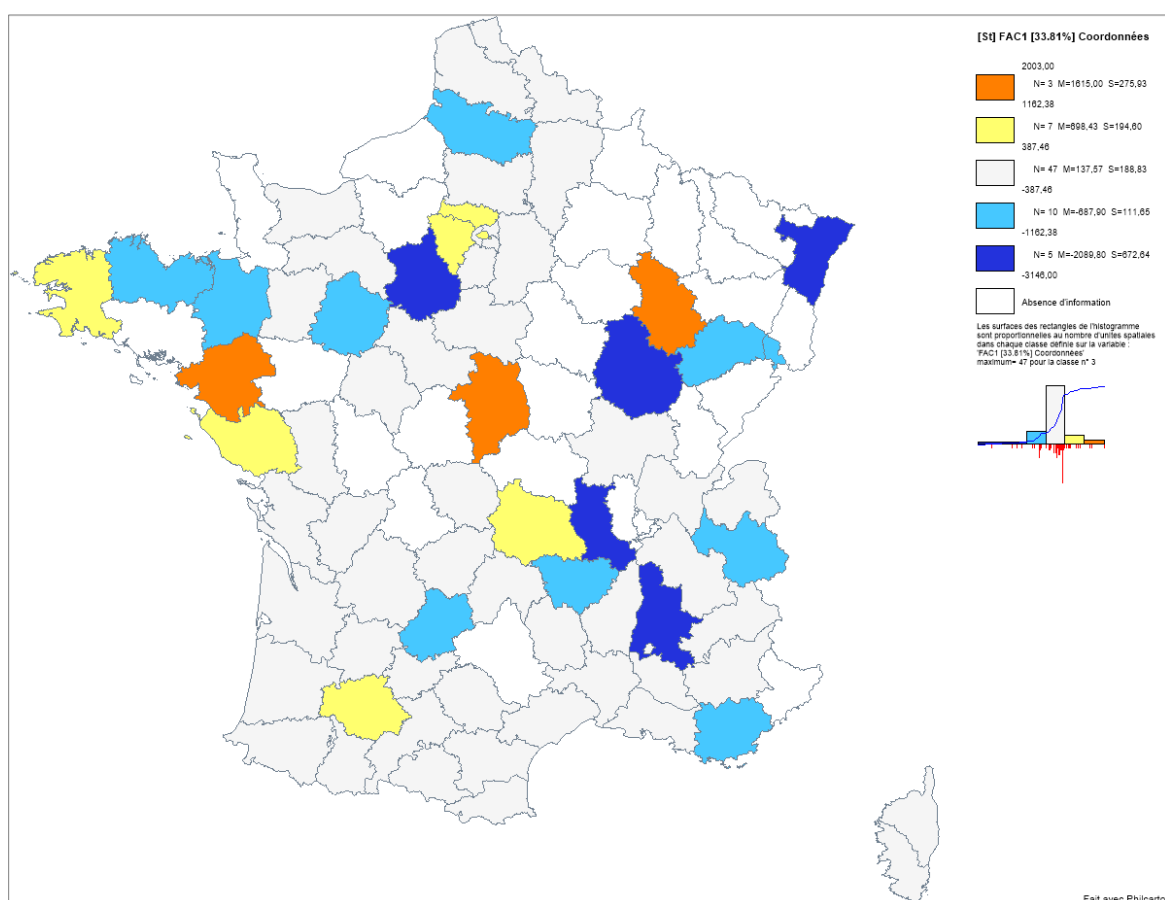 [St] FAC1 [33.81%] Coordonnées
2003,00
N= 3 M=1615,00 S=275,93
1162,38
N= 7 M=698,43 S=194,60
387,46
N= 47 M=137,57 S=188,83
-387,46
N= 10 M=-687,90 S=111,65
-1162,38
N= 5 M=-2089,80 S=672,64
-3146,00
Absence d'information
Les surfaces des rectangles de l'histogramme
sont proportionnelles au nombre d'unités spatiales
dans chaque classe définie sur la variable :
'FAC1 [33.81%] Coordonnées'
maximum= 47 pour la classe n° 3
Fait avec Philcarto